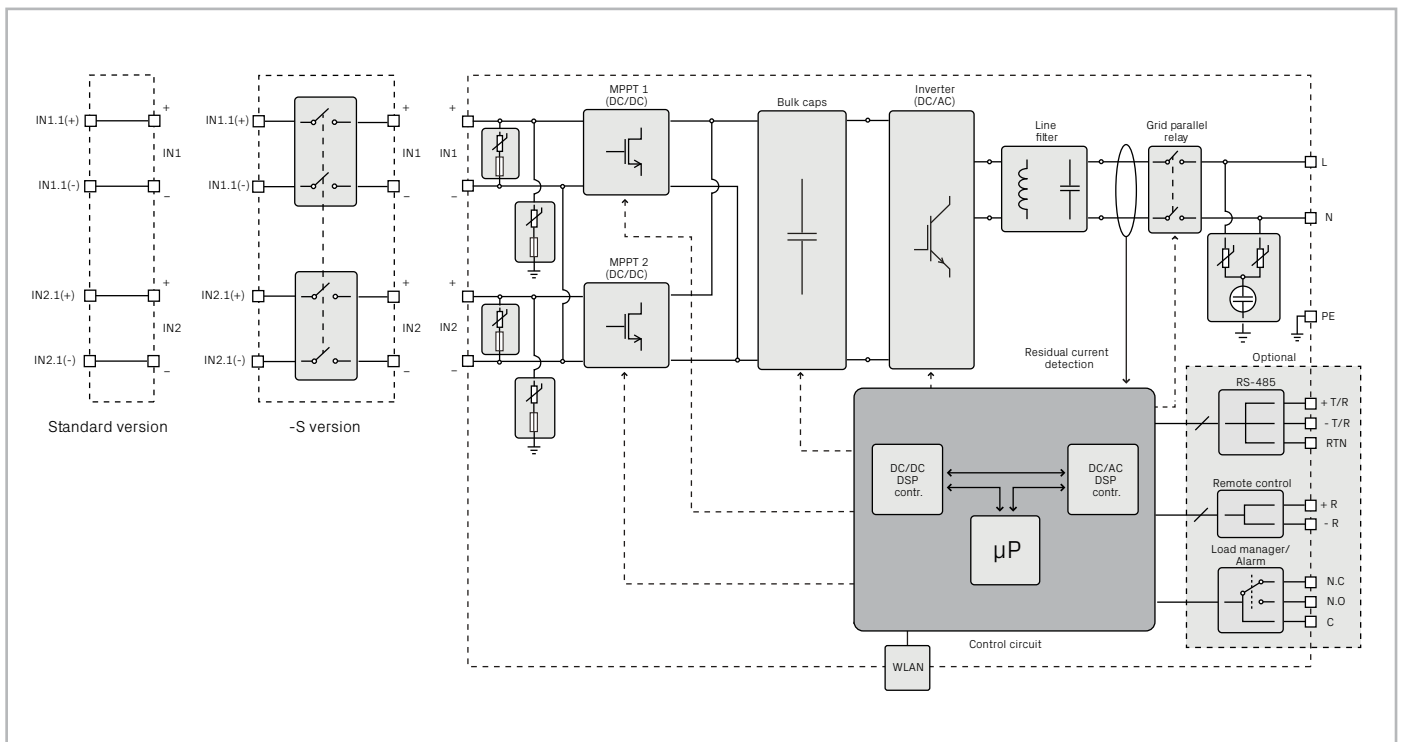 IN1.1(+)
+
IN1
IN1.1(-)
–
IN2.1(+)
+
IN2
IN2.1(-)
–
Standard version
IN1.1(+)
+
IN1
IN1.1(-)
–
IN2.1(+)
+
IN2
IN2.1(-)
–
-S version
+
IN1
–
+
IN2
–
MPPT 1
(DC/DC)
MPPT 2
(DC/DC)
Bulk caps
Inverter
(DC/AC)
Line
filter
Grid parallel
relay
L
N
PE
Residual current
detection
Optional
RS-485
+ T/R
- T/R
RTN
Remote control
+ R
- R
Load manager/
Alarm
N.C
N.O
C
DC/DC
DSP
contr.
DC/AC
DSP
contr.
µP
Control circuit
WLAN